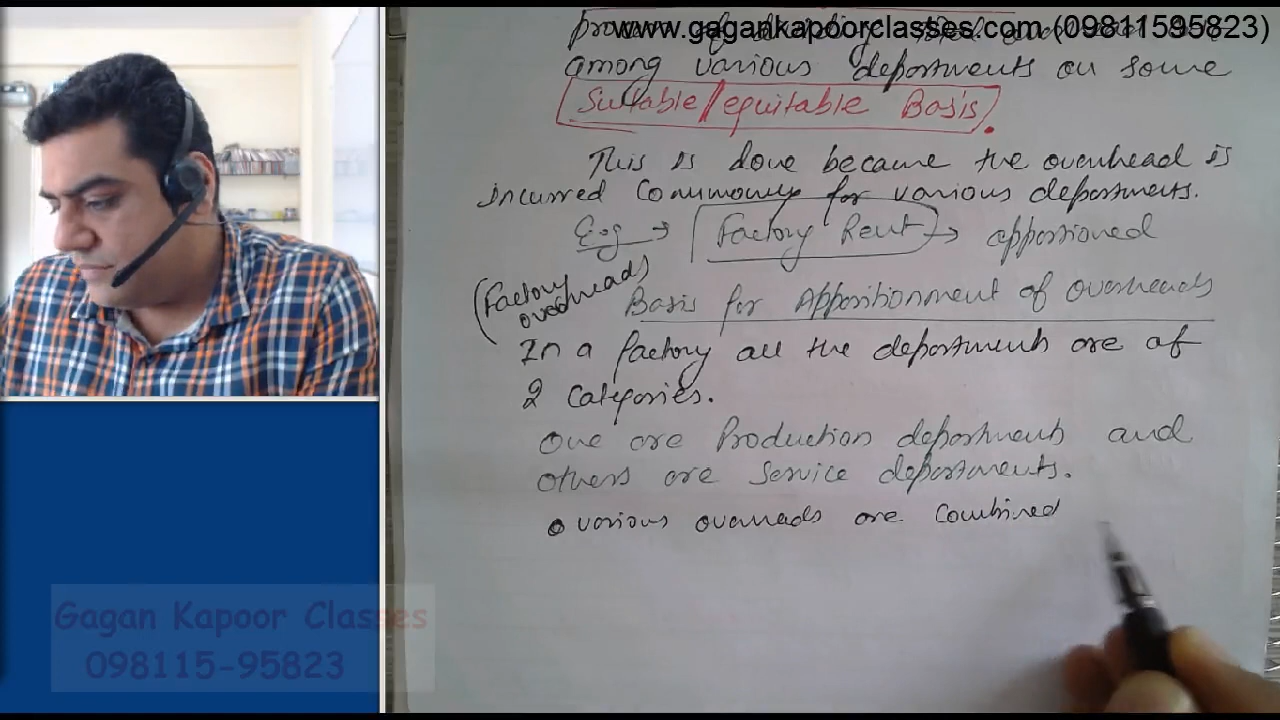 www.gagankapoorclasses.com (09811595823)
process of
among various departments on some
Suitable/equitable Basis.
This is done because the overhead is
incurred Commonly for various departments.
E.g → Factory Rent → apportioned
(Factory overheads)
Basis for Apportionment of overheads
In a factory all the departments are of
2 Categories.
One are Production departments and
others are Service departments.
various overheads are Combined
Gagan Kapoor Classes
098115-95823